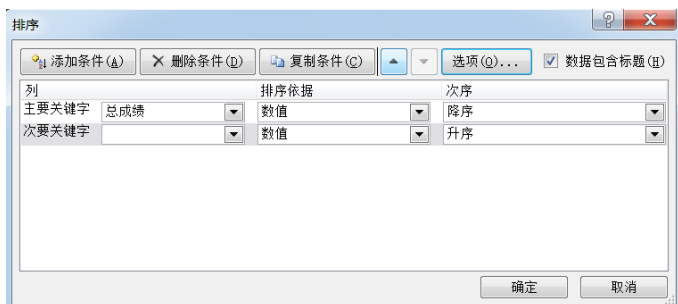 排序
添加条件(A) 删除条件(D) 复制条件(C) 选项(O)... 数据包含标题(H)
列 排序依据 次序
主要关键字 总成绩 数值 降序
次要关键字 数值 升序
确定 取消